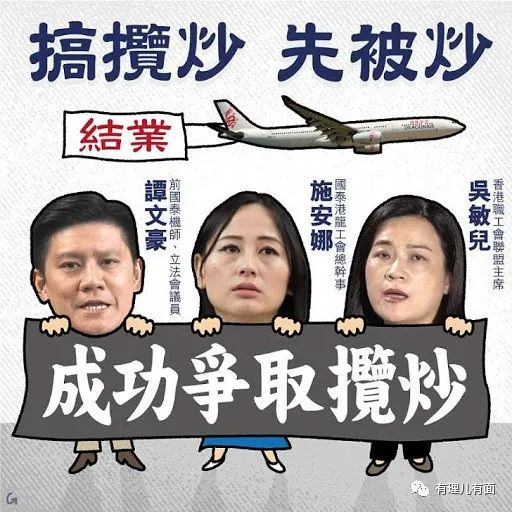 搞攬炒 先被炒
結業
DRAGONAIR
前國泰機師、立法會議員
譚文豪
國泰港龍工會總幹事
施安娜
香港職工會聯盟主席
吳敏兒
成功爭取攬炒
G
有理儿有面